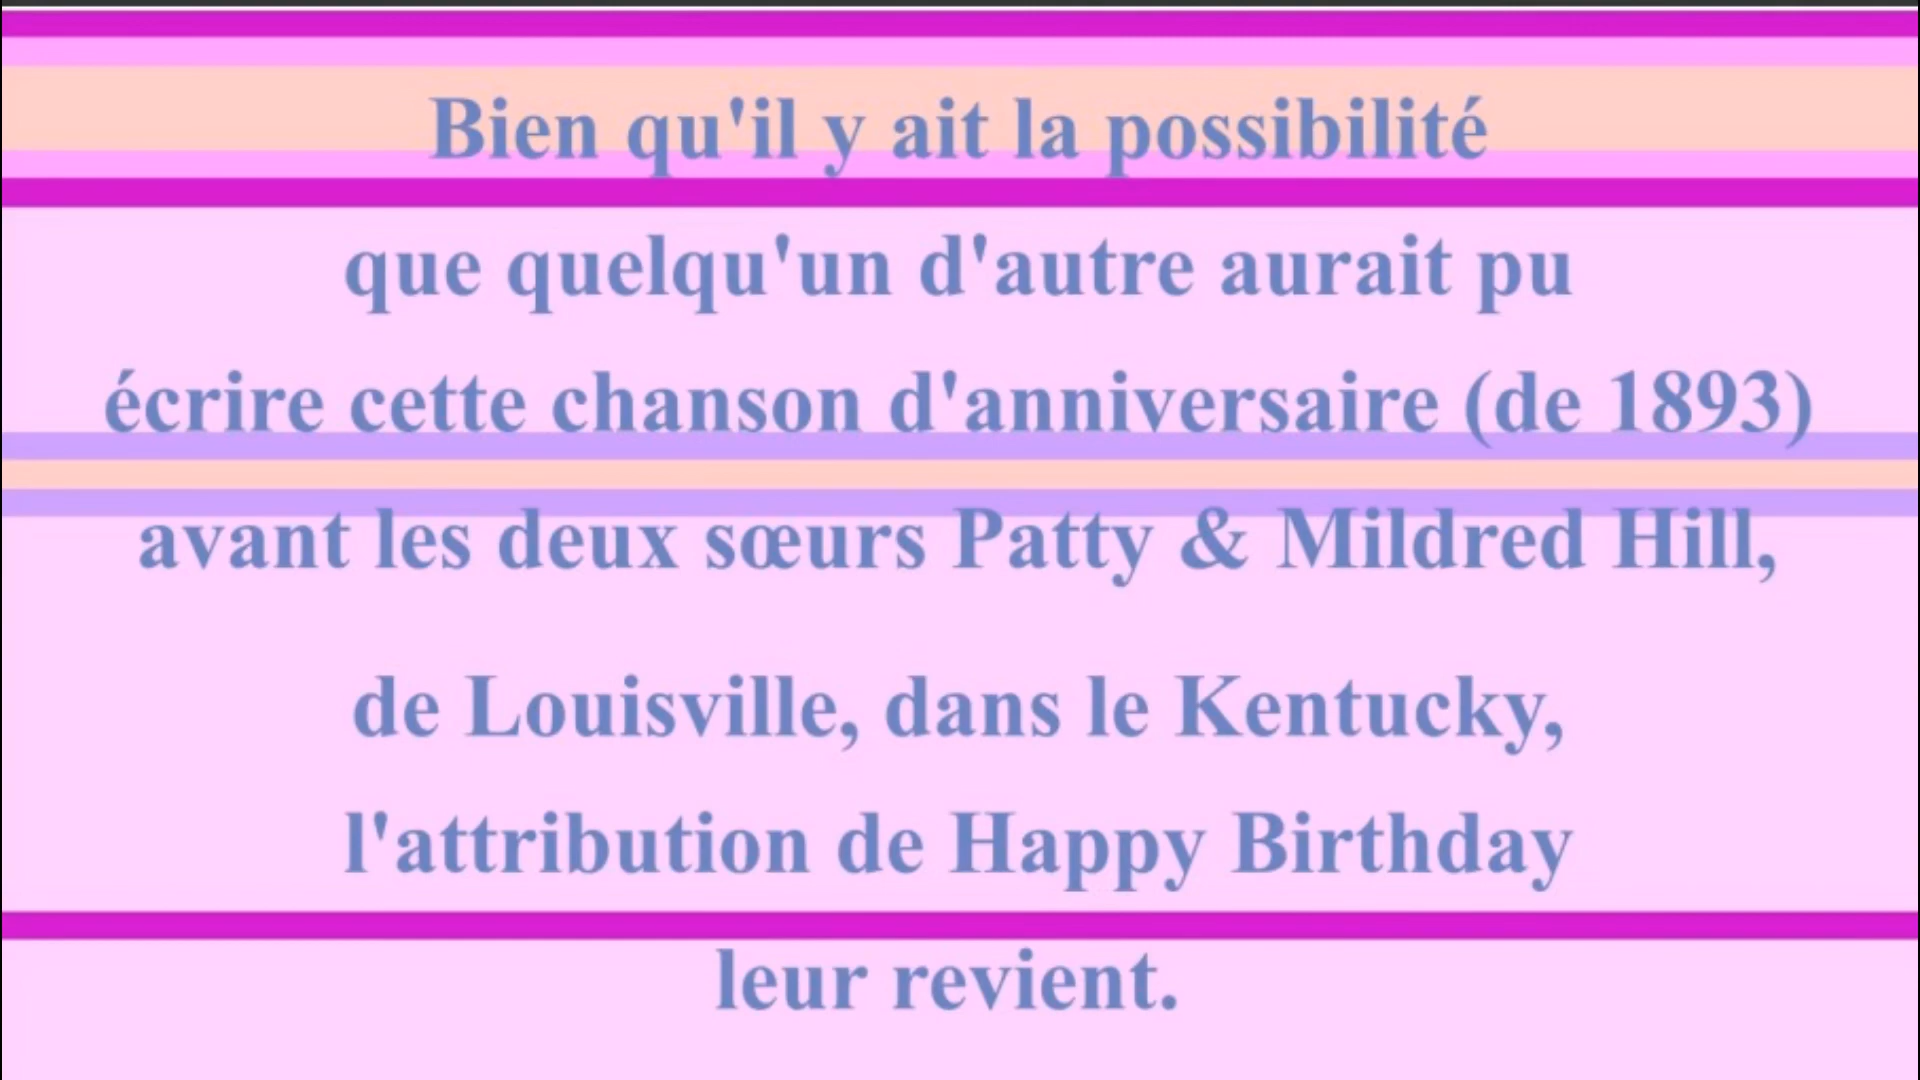 Bien qu'il y ait la possibilité
que quelqu'un d'autre aurait pu
écrire cette chanson d'anniversaire (de 1893)
avant les deux sœurs Patty & Mildred Hill,
de Louisville, dans le Kentucky,
l'attribution de Happy Birthday
leur revient.